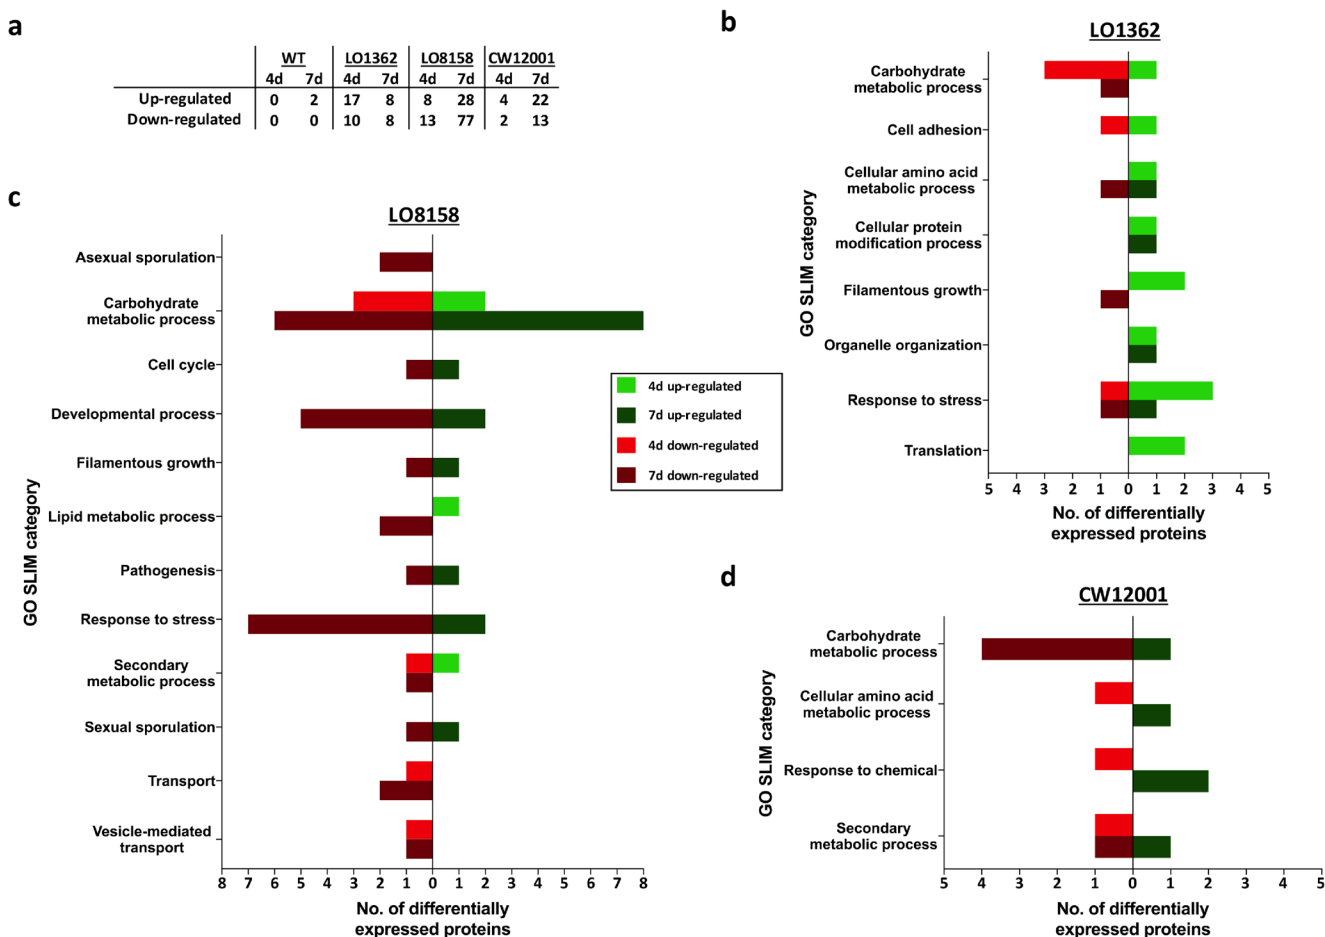 a
WT LO1362 LO8158 CW12001
4d 7d 4d 7d 4d 7d 4d 7d
Up-regulated 0 2 17 8 8 28 4 22
Down-regulated 0 0 10 8 13 77 2 13
b
LO1362
GO SLIM category
Carbohydrate
metabolic process
Cell adhesion
Cellular amino acid
metabolic process
Cellular protein
modification process
Filamentous growth
Organelle organization
Response to stress
Translation
5 4 3 2 1 0 1 2 3 4 5
No. of differentially
expressed proteins
c
LO8158
GO SLIM category
Asexual sporulation
Carbohydrate
metabolic process
Cell cycle
Developmental process
Filamentous growth
Lipid metabolic process
Pathogenesis
Response to stress
Secondary
metabolic process
Sexual sporulation
Transport
Vesicle-mediated
transport
8 7 6 5 4 3 2 1 0 1 2 3 4 5 6 7 8
No. of differentially
expressed proteins
4d up-regulated
7d up-regulated
4d down-regulated
7d down-regulated
d
CW12001
GO SLIM category
Carbohydrate
metabolic process
Cellular amino acid
metabolic process
Response to chemical
Secondary
metabolic process
5 4 3 2 1 0 1 2 3 4 5
No. of differentially
expressed proteins